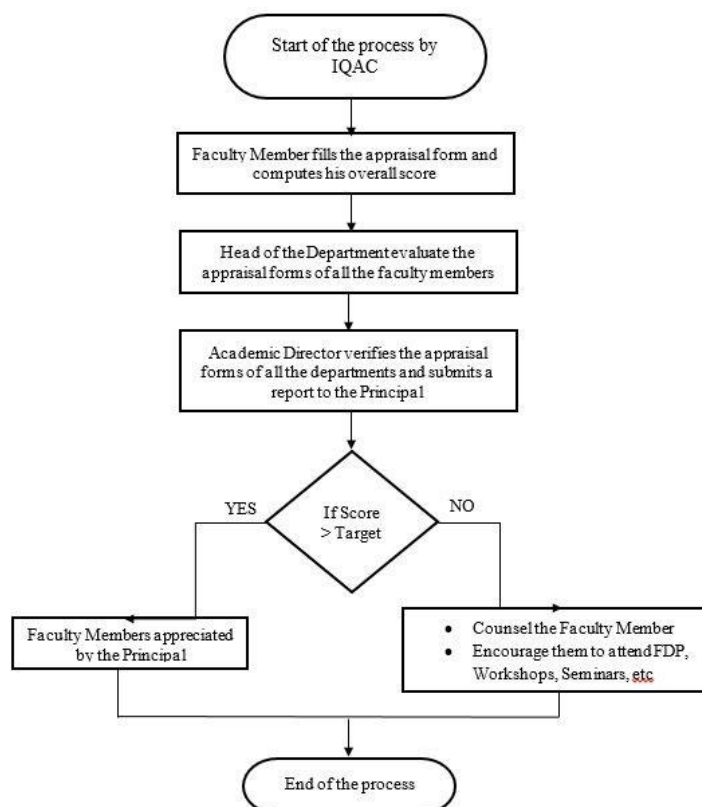 Start of the process by
IQAC
Faculty Member fills the appraisal form and
computes his overall score
Head of the Department evaluate the
appraisal forms of all the faculty members
Academic Director verifies the appraisal
forms of all the departments and submits a
report to the Principal
YES
If Score
> Target
NO
Faculty Members appreciated
by the Principal
• Counsel the Faculty Member
• Encourage them to attend FDP,
Workshops, Seminars, etc
End of the process